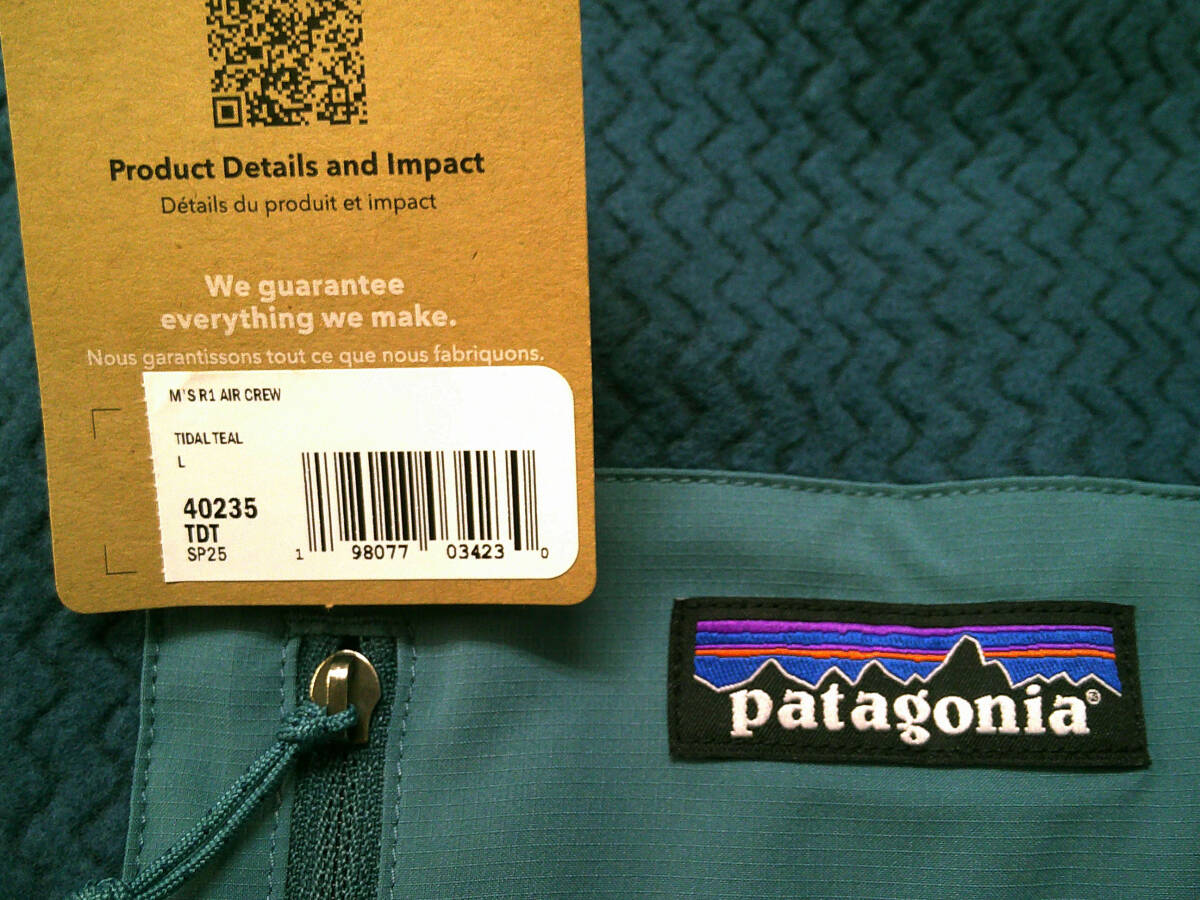 Product Details and Impact
Détails du produit et impact
We guarantee
everything we make.
Nous garantissons tout ce que nous fabriquons.
M'S R1 AIR CREW
TIDAL TEAL
L
40235
TDT
SP25
1 98077 03423 0
patagonia®